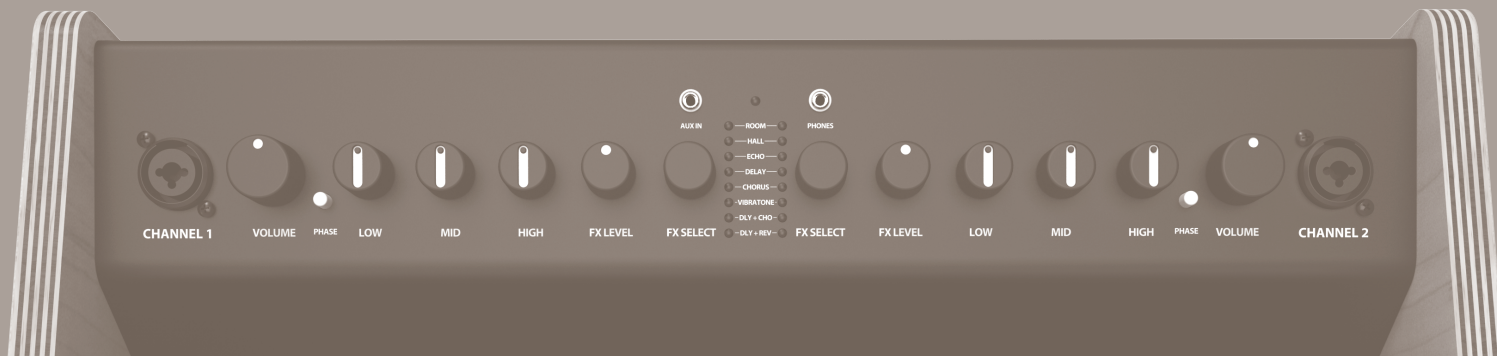 AUX IN
PHONES
ROOM
HALL
ECHO
DELAY
CHORUS
VIBRATONE
DLY + CHO
DLY + REV
CHANNEL 1 VOLUME PHASE LOW MID HIGH FX LEVEL FX SELECT FX SELECT FX LEVEL LOW MID HIGH PHASE VOLUME CHANNEL 2